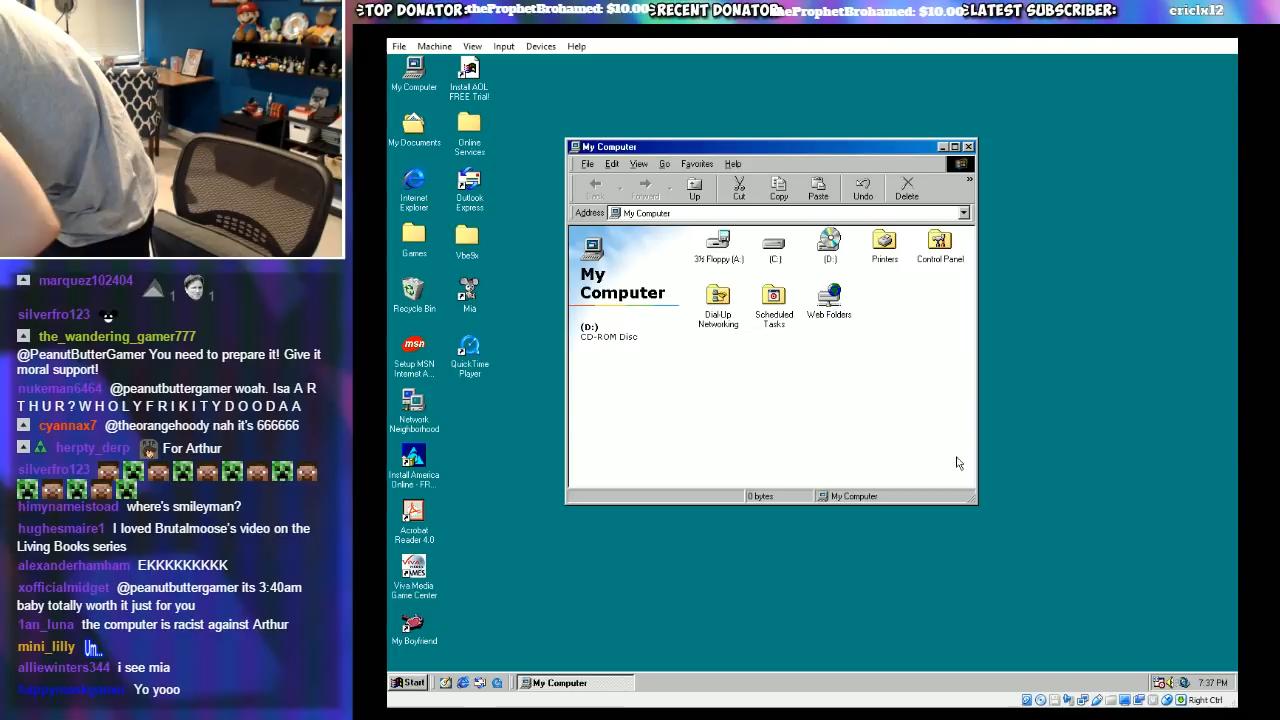 TOP DONATOR: theProphetBrohamed: $10.00 RECENT DONATOR: theProphetBrohamed: $10.00 LATEST SUBSCRIBER: criclx12
File Machine View Input Devices Help
My Computer
Install AOL
FREE Trial!
My Documents
Online
Services
Internet
Explorer
Outlook
Express
Games
Vbe9x
Recycle Bin
Mia
Setup MSN
Internet A...
QuickTime
Player
Network
Neighborhood
Install America
Online - FR...
Acrobat
Reader 4.0
Viva Media
Game Center
My Boyfriend
My Computer
File Edit View Go Favorites Help
Back Forward Up Cut Copy Paste Undo Delete
Address My Computer
My
Computer
(D:)
CD-ROM Disc
3½ Floppy (A:) (C:) (D:) Printers Control Panel
Dial-Up
Networking
Scheduled
Tasks
Web Folders
0 bytes My Computer
marquez102404 1 1
silverfro123
the_wandering_gamer777
@PeanutButterGamer You need to prepare it! Give it
moral support!
nukeman6464 @peanutbuttergamer woah. Isa A R
T H U R ? W H O L Y F R I K I T Y D O O D A A
cyannax7 @theorangehoody nah it's 666666
herpty_derp For Arthur
silverfro123
himynameistoad where's smileyman?
hughesmaire1 I loved Brutalmoose's video on the
Living Books series
alexanderhamham EKKKKKKKK
xofficialmidget @peanutbuttergamer its 3:40am
baby totally worth it just for you
1an_luna the computer is racist against Arthur
mini_lilly Um..
alliewinters344 i see mia
happymaskgamer Yo yooo
Start My Computer 7:37 PM
Right Ctrl